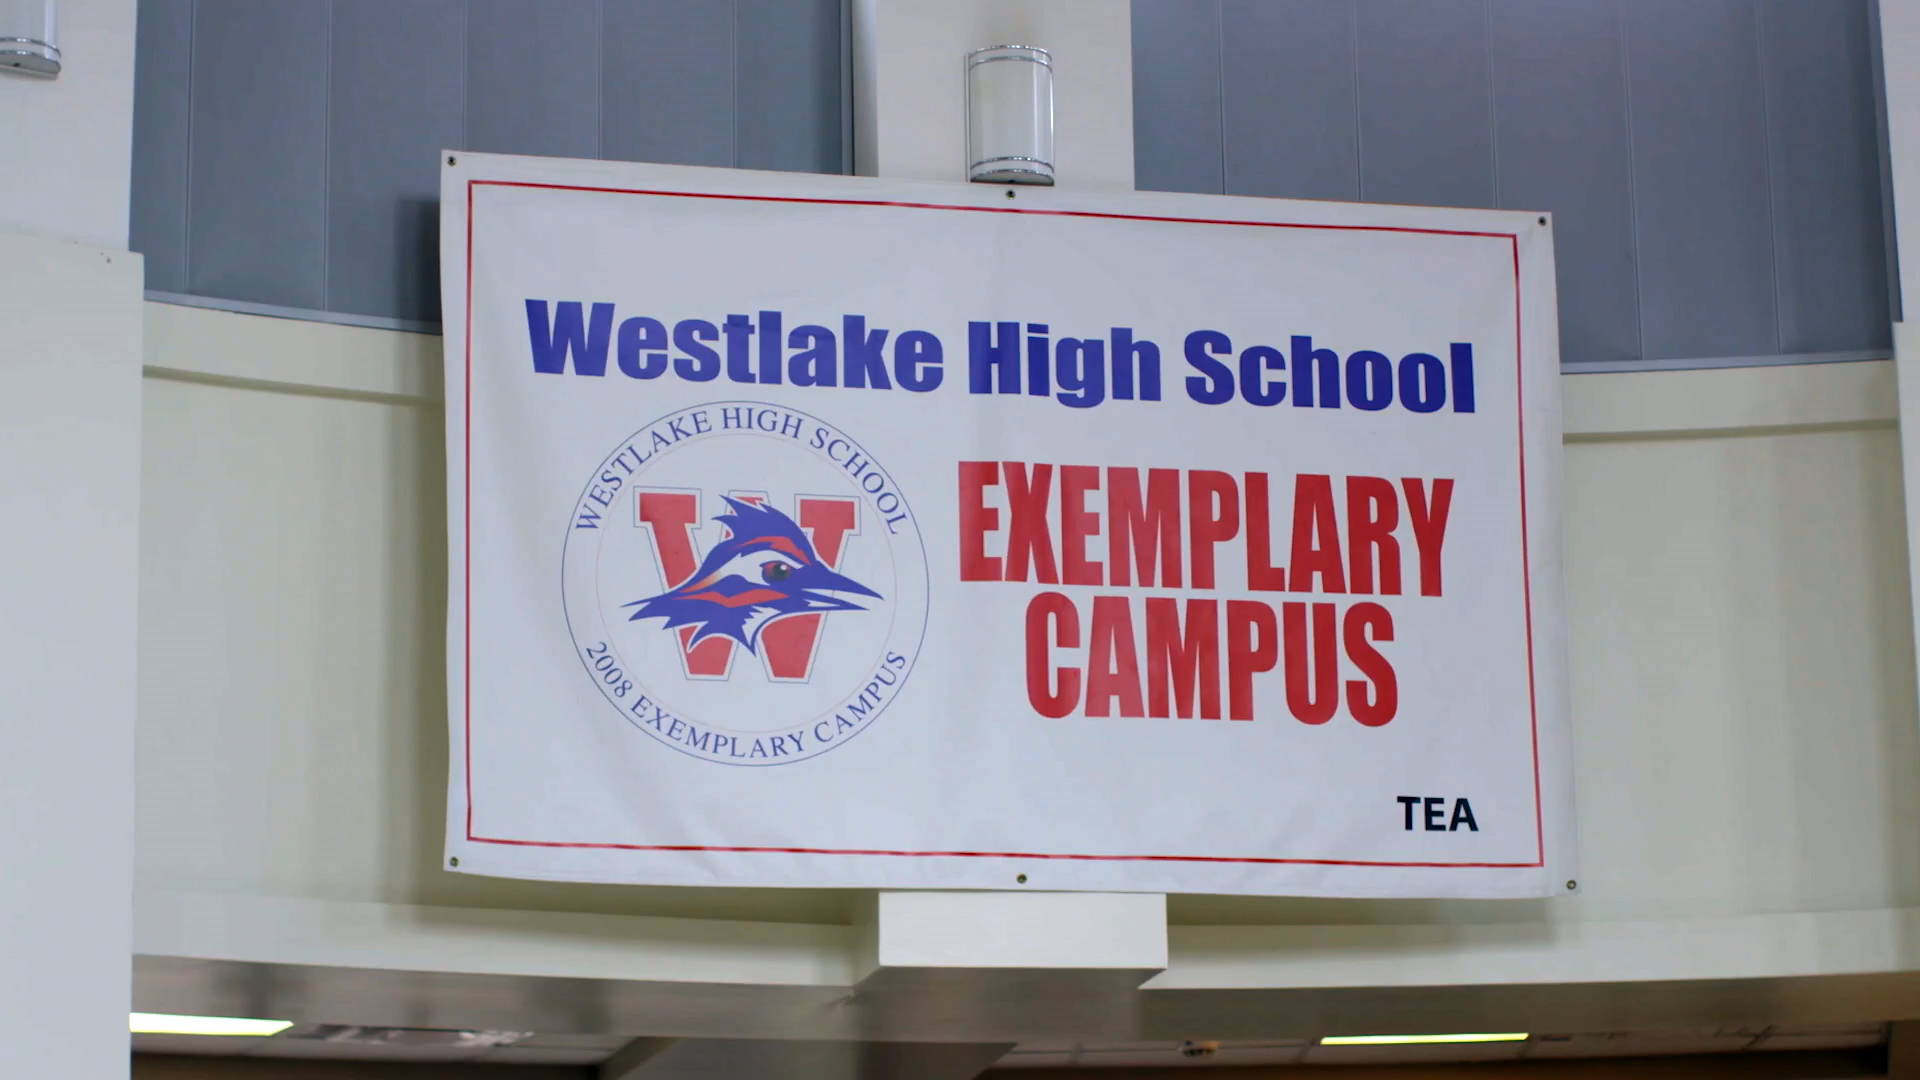 Westlake High School
WESTLAKE HIGH SCHOOL
W
2008 EXEMPLARY CAMPUS
EXEMPLARY
CAMPUS
TEA